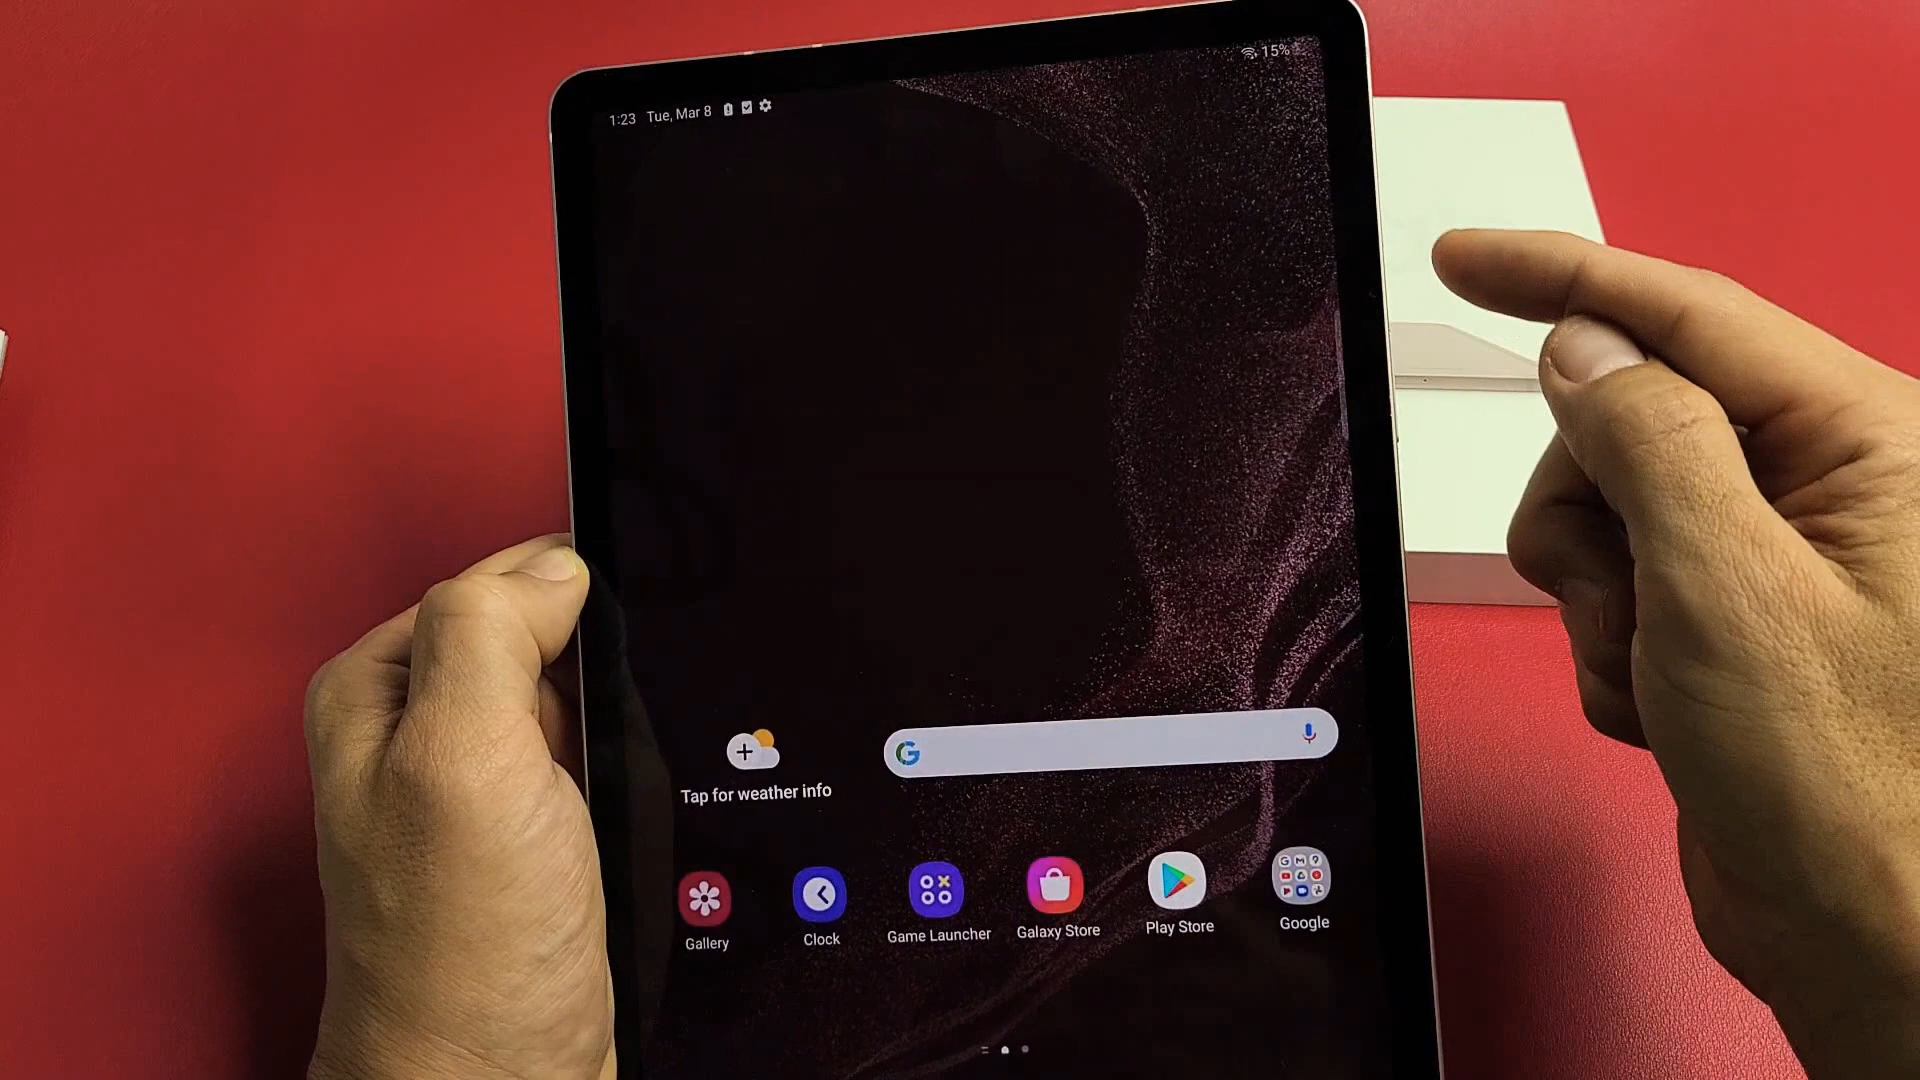 1:23 Tue, Mar 8
15%
Tap for weather info
Gallery
Clock
Game Launcher
Galaxy Store
Play Store
Google